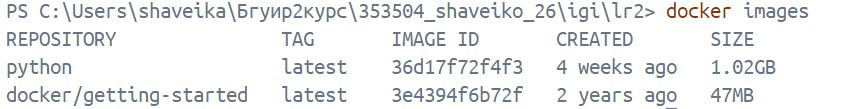 PS C:\Users\shaveika\Бгуир2курс\353504_shaveiko_26\igi\lr2> docker images
REPOSITORY TAG IMAGE ID CREATED SIZE
python latest 36d17f72f4f3 4 weeks ago 1.02GB
docker/getting-started latest 3e4394f6b72f 2 years ago 47MB